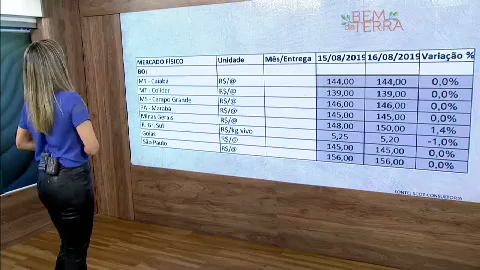 BEM
da TERRA
MERCADO FÍSICO Unidade Mês/Entrega 15/08/2019 16/08/2019 Variação %
BOI
MT - Cuiabá R$/@ 144,00 144,00 0,0%
MT - Colíder R$/@ 139,00 139,00 0,0%
MS - Campo Grande R$/@ 146,00 146,00 0,0%
PA - Marabá R$/@ 145,00 145,00 0,0%
Minas Gerais R$/@ 148,00 150,00 1,4%
R. G. Sul R$/kg vivo 5,25 5,20 -1,0%
Goiás R$/@ 145,00 145,00 0,0%
São Paulo R$/@ 156,00 156,00 0,0%